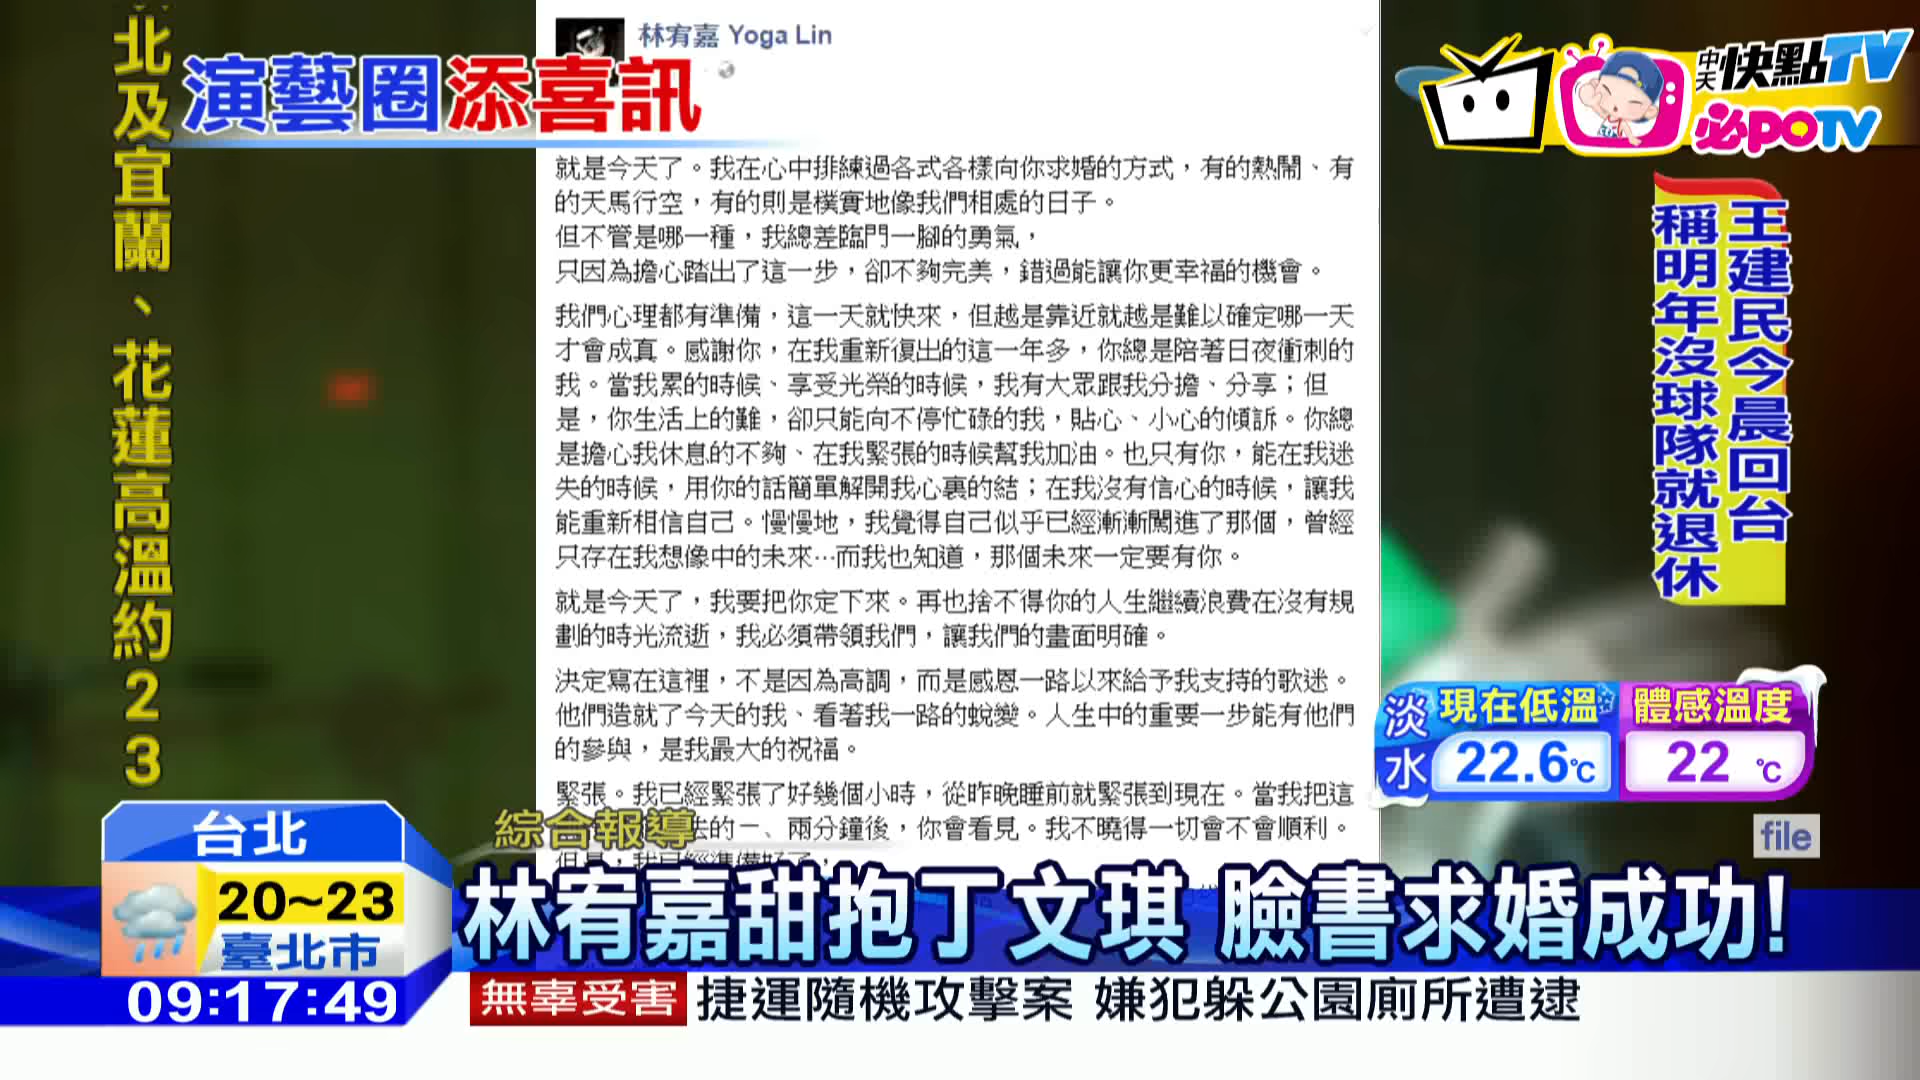 北及宜蘭、花蓮高溫約23
演藝圈添喜訊
林宥嘉 Yoga Lin
中天快點TV
必POTV
就是今天了。我在心中排練過各式各樣向你求婚的方式，有的熱鬧、有
的天馬行空，有的則是樸實地像我們相處的日子。
但不管是哪一種，我總差臨門一腳的勇氣，
只因為擔心踏出了這一步，卻不夠完美，錯過能讓你更幸福的機會。
我們心理都有準備，這一天就快來，但越是靠近就越是難以確定哪一天
才會成真。感謝你，在我重新復出的這一年多，你總是陪著日夜衝刺的
我。當我累的時候、享受光榮的時候，我有大眾跟我分擔、分享；但
是，你生活上的難，卻只能向不停忙碌的我，貼心、小心的傾訴。你總
是擔心我休息的不夠、在我緊張的時候幫我加油。也只有你，能在我迷
失的時候，用你的話簡單解開我心裏的結；在我沒有信心的時候，讓我
能重新相信自己。慢慢地，我覺得自己似乎已經漸漸闖進了那個，曾經
只存在我想像中的未來…而我也知道，那個未來一定要有你。
就是今天了，我要把你定下來。再也捨不得你的人生繼續浪費在沒有規
劃的時光流逝，我必須帶領我們，讓我們的畫面明確。
決定寫在這裡，不是因為高調，而是感恩一路以來給予我支持的歌迷。
他們造就了今天的我、看著我一路的蛻變。人生中的重要一步能有他們
的參與，是我最大的祝福。
緊張。我已經緊張了好幾個小時，從昨晚睡前就緊張到現在。當我把這
去的一、兩分鐘後，你會看見。我不曉得一切會不會順利。
但是，我已經準備好了，
王建民今晨回台
稱明年沒球隊就退休
淡水
現在低溫
22.6℃
體感溫度
22 ℃
file
綜合報導
台北
20~23
臺北市
09:17:49
林宥嘉甜抱丁文琪 臉書求婚成功!
無辜受害 捷運隨機攻擊案 嫌犯躲公園廁所遭逮